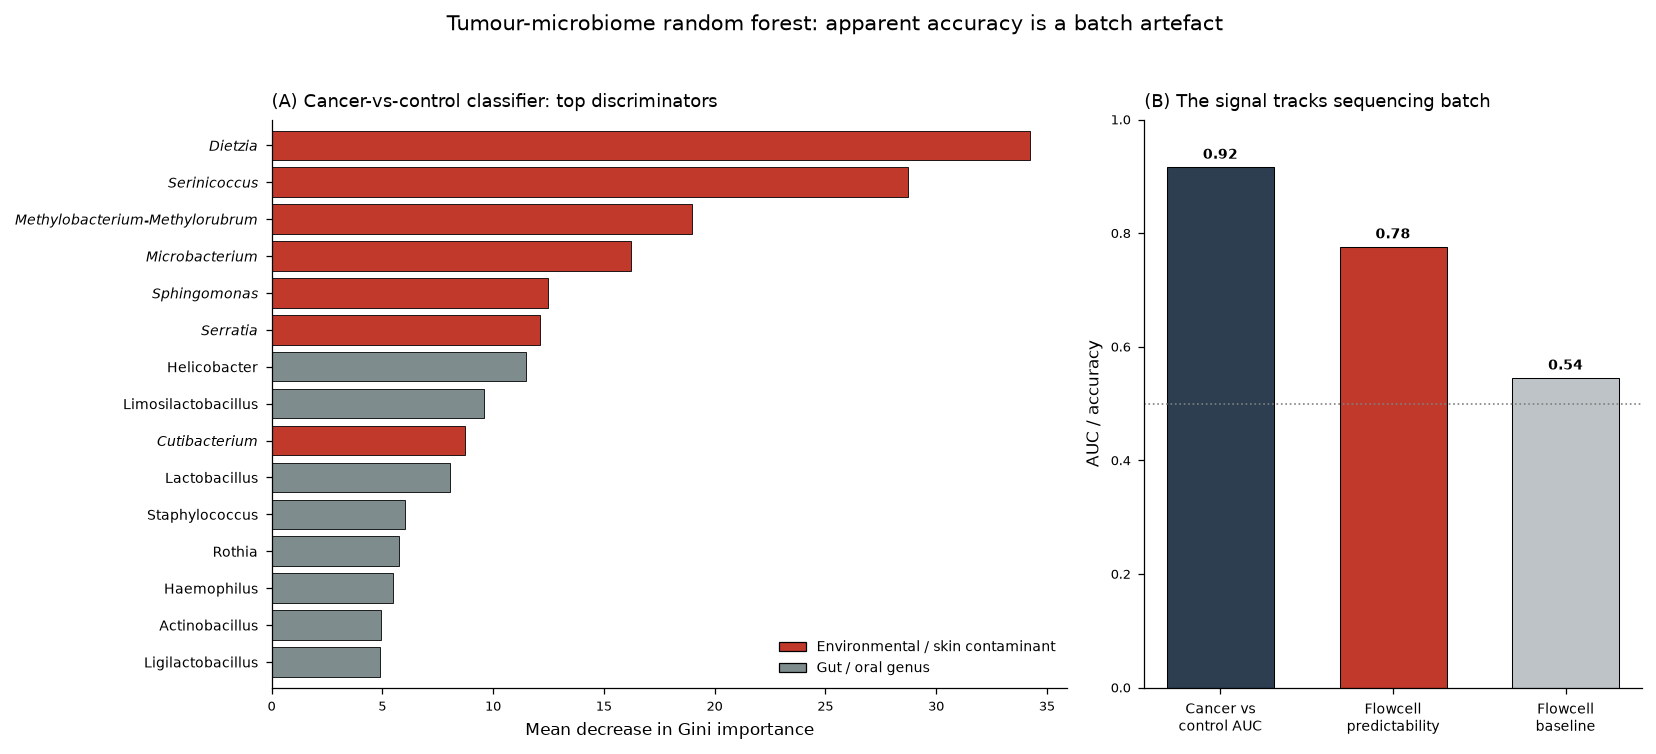 Tumour-microbiome random forest: apparent accuracy is a batch artefact
(A) Cancer-vs-control classifier: top discriminators
Dietzia
Serinicoccus
Methylobacterium-Methylorubrum
Microbacterium
Sphingomonas
Serratia
Helicobacter
Limosilactobacillus
Cutibacterium
Lactobacillus
Staphylococcus
Rothia
Haemophilus
Actinobacillus
Ligilactobacillus
Environmental / skin contaminant
Gut / oral genus
0 5 10 15 20 25 30 35
Mean decrease in Gini importance
(B) The signal tracks sequencing batch
AUC / accuracy
1.0
0.8
0.6
0.4
0.2
0.0
0.92
0.78
0.54
Cancer vs
control AUC
Flowcell
predictability
Flowcell
baseline